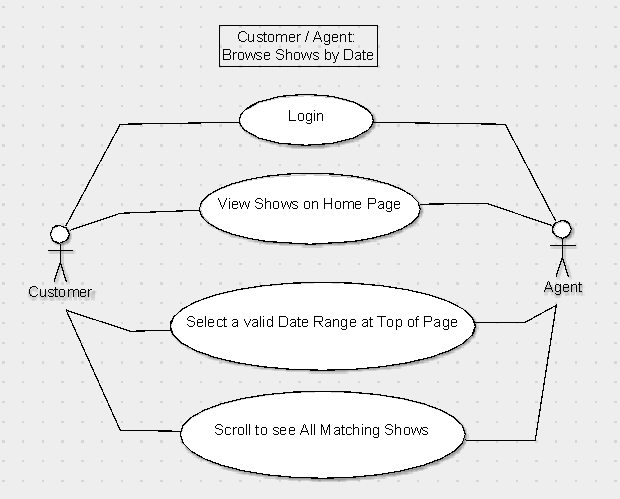 Customer / Agent:
Browse Shows by Date
Login
View Shows on Home Page
Customer
Agent
Select a valid Date Range at Top of Page
Scroll to see All Matching Shows